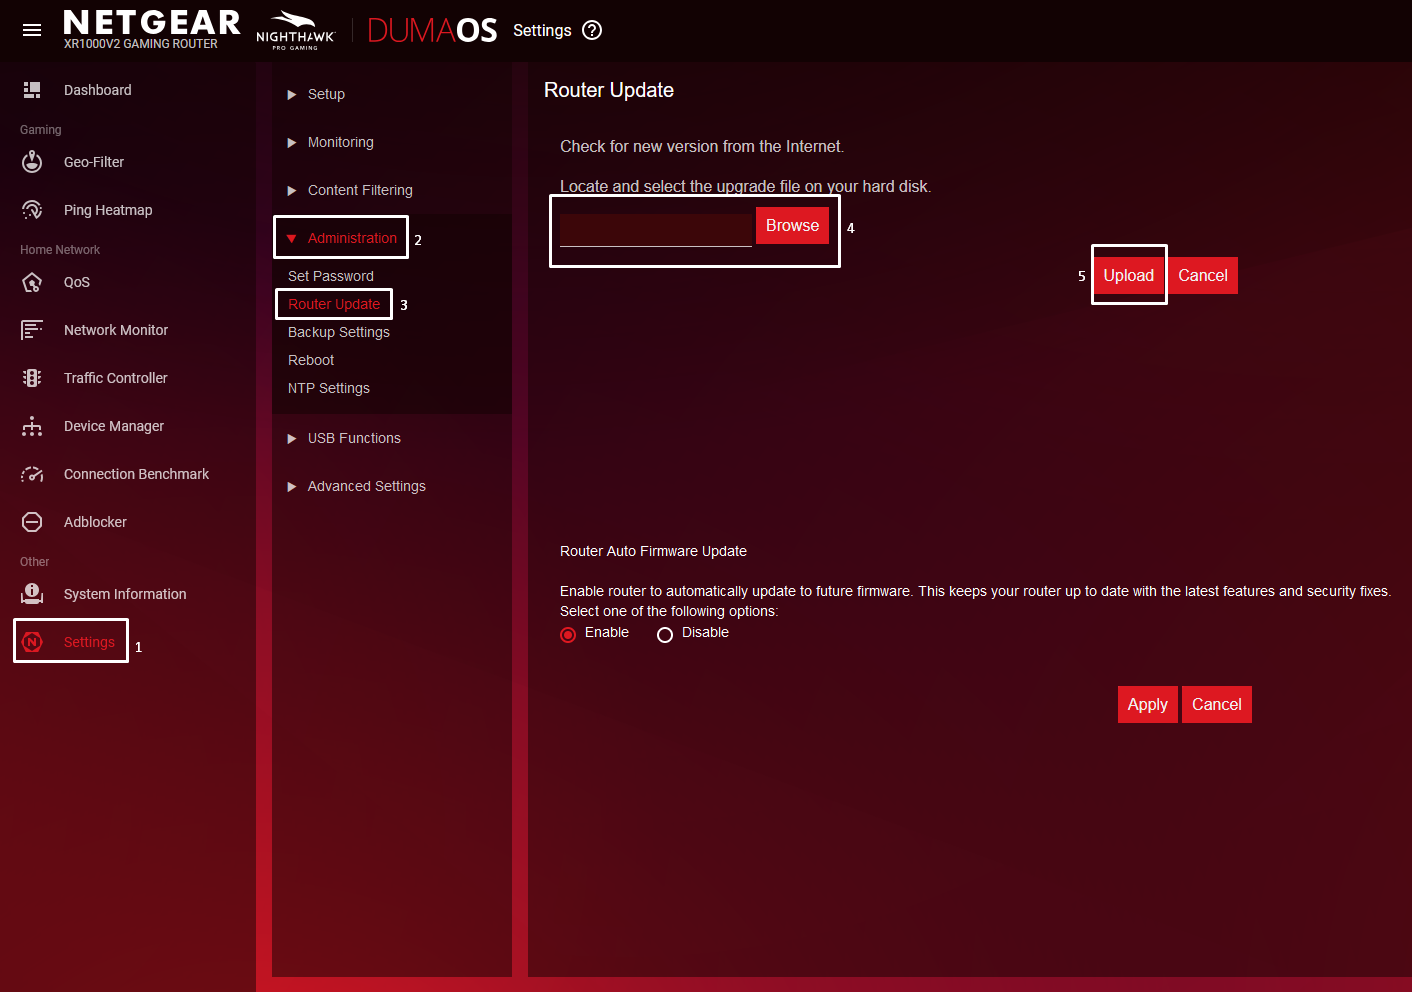 NETGEAR
XR1000V2 GAMING ROUTER
NIGHTHAWK
PRO GAMING
DUMAOS
Settings ?
Dashboard
Gaming
Geo-Filter
Ping Heatmap
Home Network
QoS
Network Monitor
Traffic Controller
Device Manager
Connection Benchmark
Adblocker
Other
System Information
N Settings 1
Setup
Monitoring
Content Filtering
Administration 2
Set Password
Router Update 3
Backup Settings
Reboot
NTP Settings
USB Functions
Advanced Settings
Router Update
Check for new version from the Internet.
Locate and select the upgrade file on your hard disk.
Browse 4
5 Upload Cancel
Router Auto Firmware Update
Enable router to automatically update to future firmware. This keeps your router up to date with the latest features and security fixes.
Select one of the following options:
Enable Disable
Apply Cancel